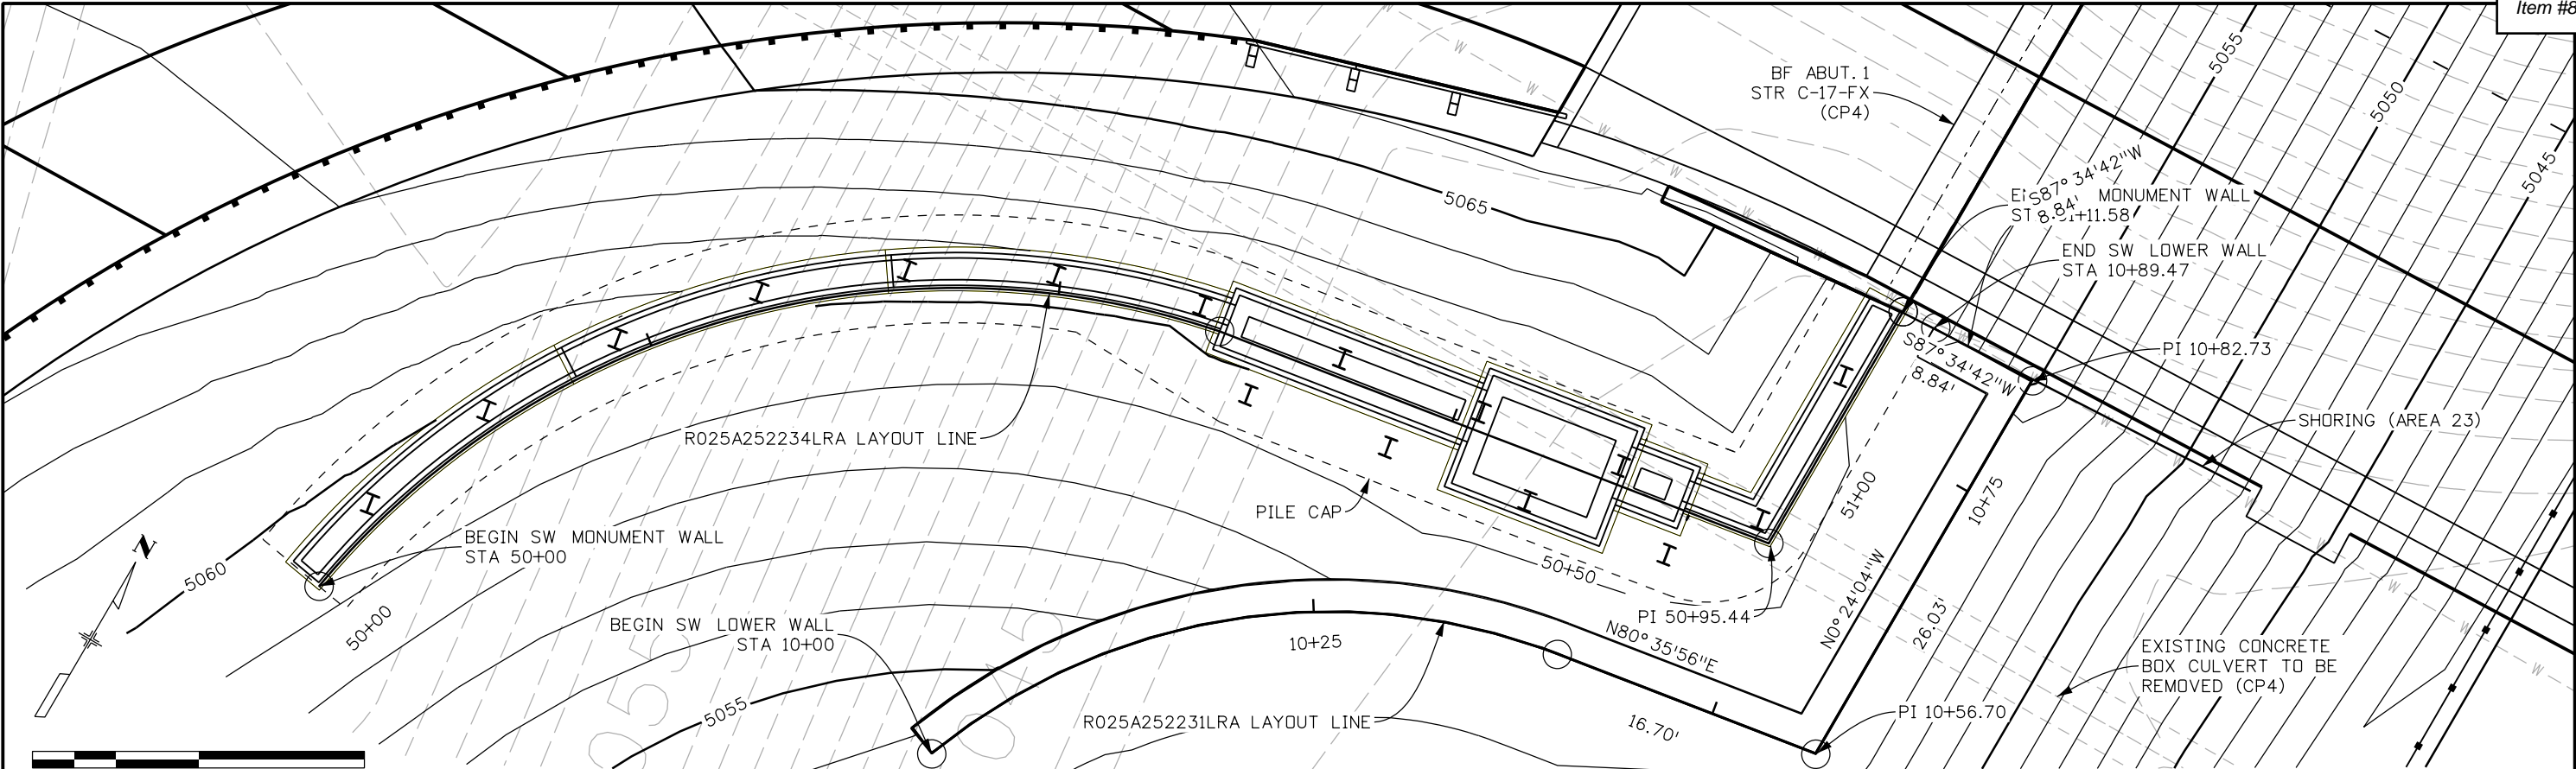 Item #8
BF ABUT. 1
STR C-17-FX
(CP4)
5055
5050
5045
S87°34'42"W
8.84'
MONUMENT WALL
+11.58
END SW LOWER WALL
STA 10+89.47
5065
PI 10+82.73
S87°34'42"W
8.84'
SHORING (AREA 23)
R025A252234LRA LAYOUT LINE
PILE CAP
51+00
10+75
BEGIN SW MONUMENT WALL
STA 50+00
5060
50+00
50+50
PI 50+95.44
N0°24'04"W
26.03'
BEGIN SW LOWER WALL
STA 10+00
10+25
N80°35'56"E
EXISTING CONCRETE
BOX CULVERT TO BE
REMOVED (CP4)
N
5055
R025A252231LRA LAYOUT LINE
16.70'
PI 10+56.70
W
W
W
W
W
W
W
W
W
W
W
W